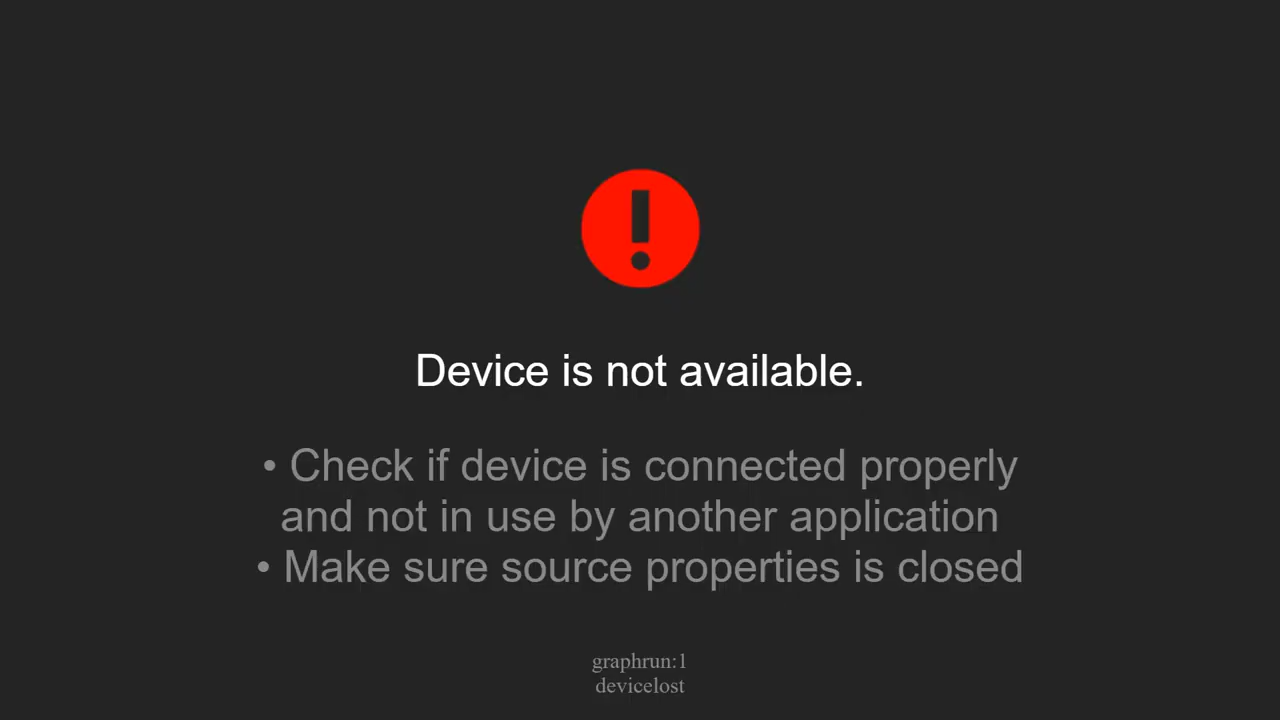 Device is not available.
• Check if device is connected properly
and not in use by another application
• Make sure source properties is closed
graphrun:1
devicelost